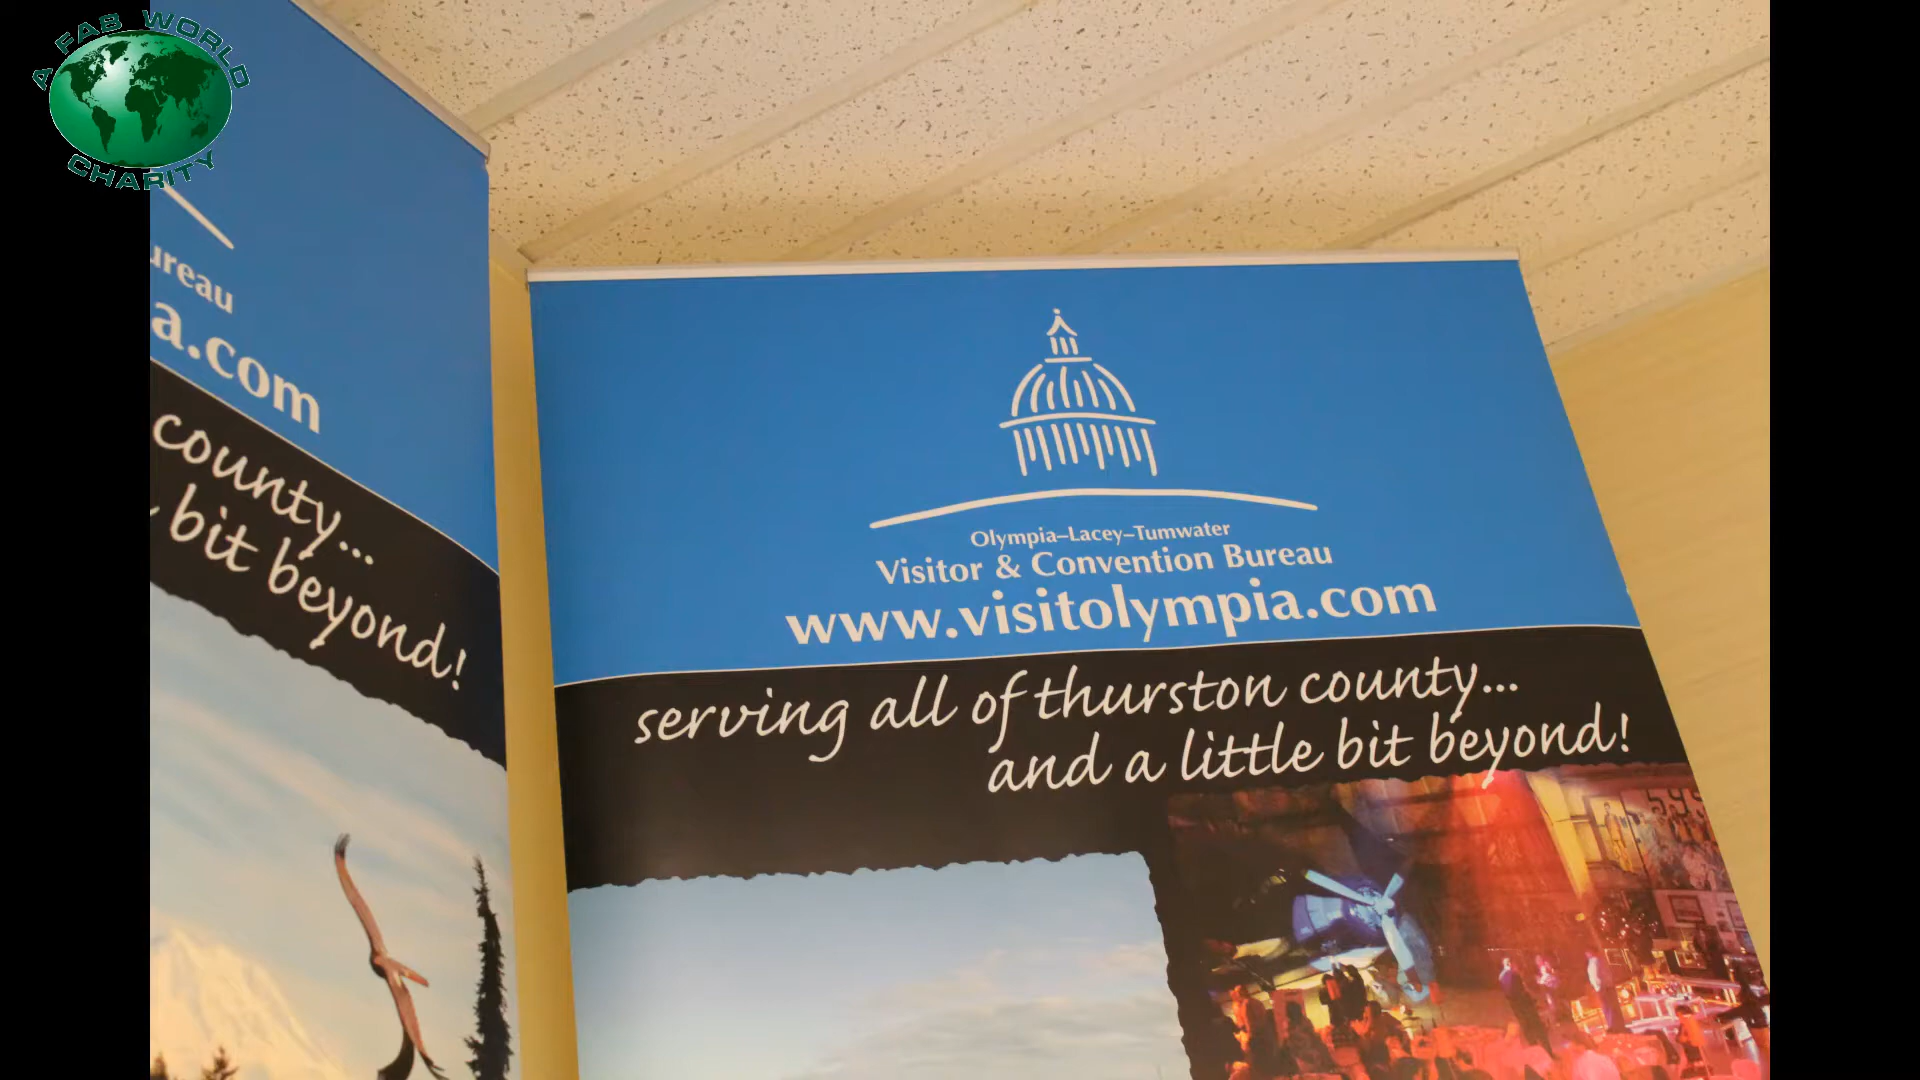 A FAB WORLD
CHARITY
ureau
a.com
county...
bit beyond!
Olympia–Lacey–Tumwater
Visitor & Convention Bureau
www.visitolympia.com
serving all of thurston county...
and a little bit beyond!